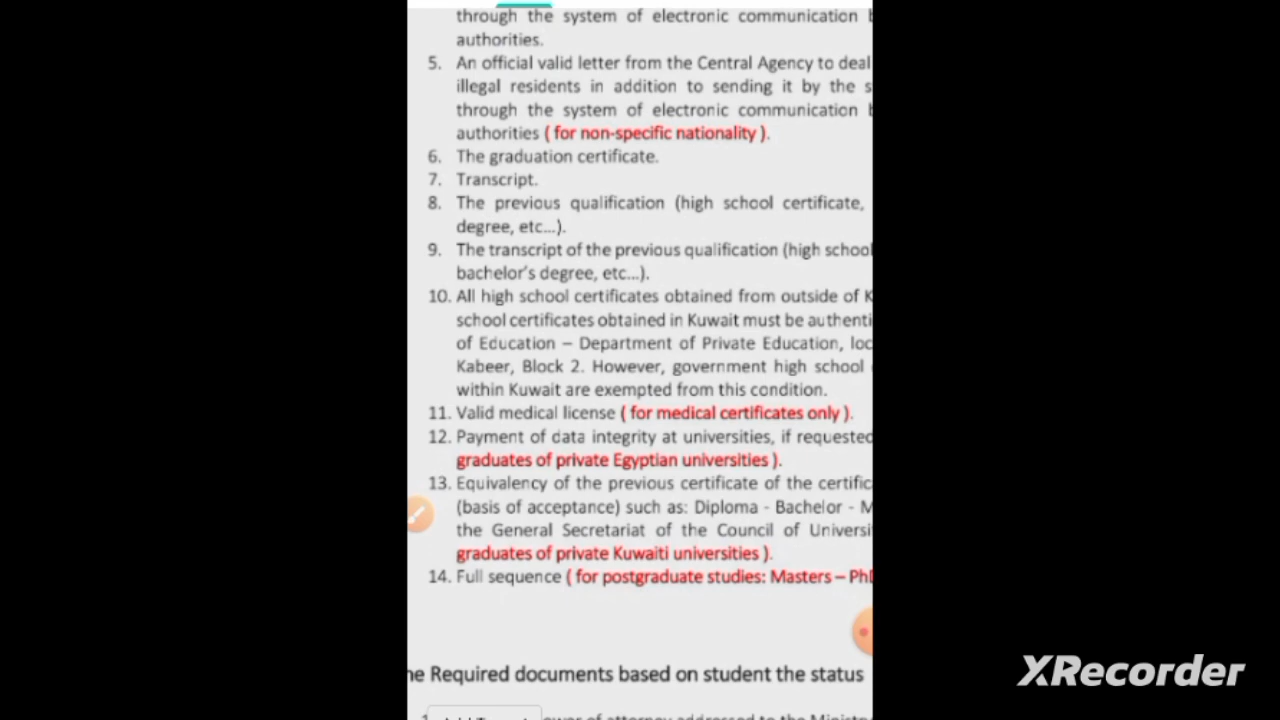 through the system of electronic communication
authorities.
5. An official valid letter from the Central Agency to deal
illegal residents in addition to sending it by the s
through the system of electronic communication
authorities ( for non-specific nationality ).
6. The graduation certificate.
7. Transcript.
8. The previous qualification (high school certificate,
degree, etc...).
9. The transcript of the previous qualification (high school
bachelor's degree, etc...).
10. All high school certificates obtained from outside of K
school certificates obtained in Kuwait must be authenti
of Education – Department of Private Education, loc
Kabeer, Block 2. However, government high school
within Kuwait are exempted from this condition.
11. Valid medical license ( for medical certificates only ).
12. Payment of data integrity at universities, if requested
graduates of private Egyptian universities ).
13. Equivalency of the previous certificate of the certific
(basis of acceptance) such as: Diploma - Bachelor - M
the General Secretariat of the Council of Universi
graduates of private Kuwaiti universities ).
14. Full sequence ( for postgraduate studies: Masters – PhD
he Required documents based on student the status
of attorney addressed to the
XRecorder